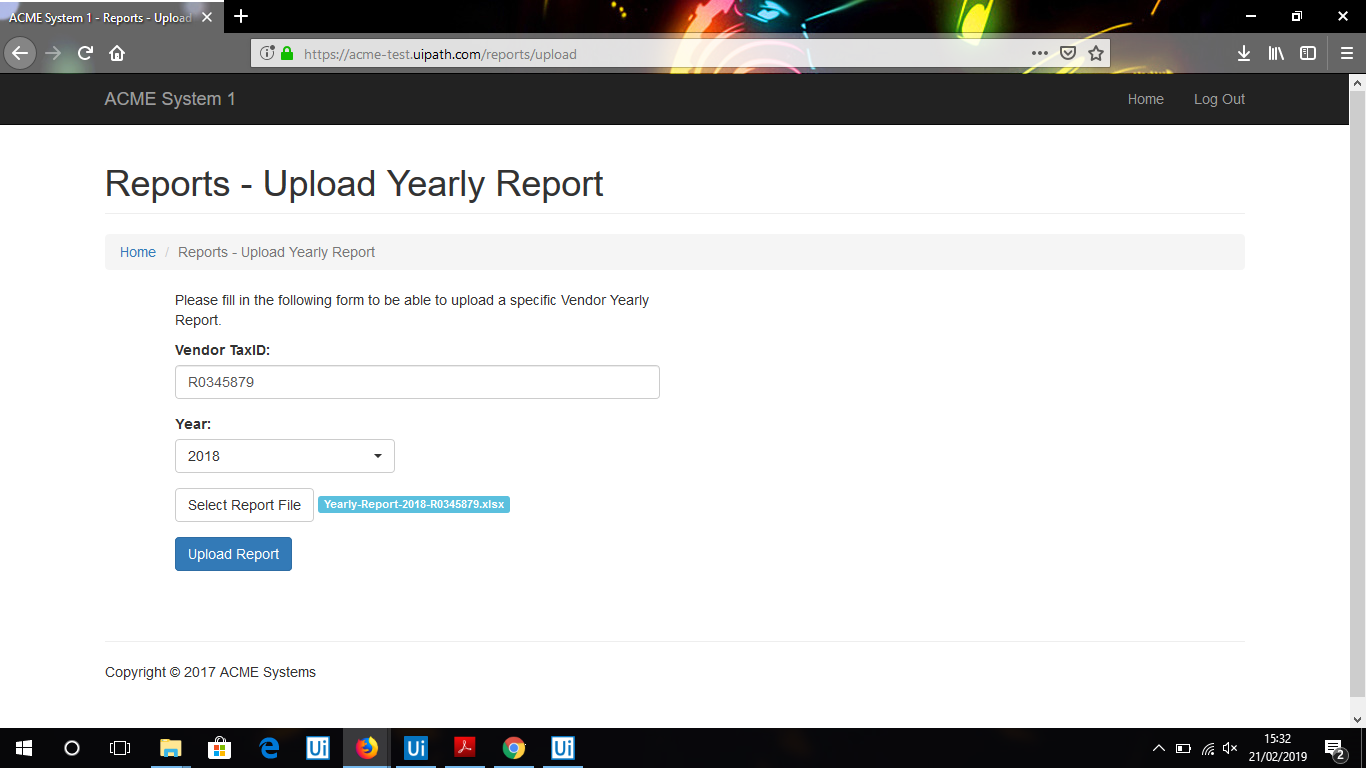 ACME System 1 - Reports - Upload
https://acme-test.uipath.com/reports/upload
ACME System 1
Home
Log Out
Reports - Upload Yearly Report
Home / Reports - Upload Yearly Report
Please fill in the following form to be able to upload a specific Vendor Yearly
Report.
Vendor TaxID:
R0345879
Year:
2018
Select Report File
Yearly-Report-2018-R0345879.xlsx
Upload Report
Copyright © 2017 ACME Systems
Ui
Ui
Ui
15:32
21/02/2019
2